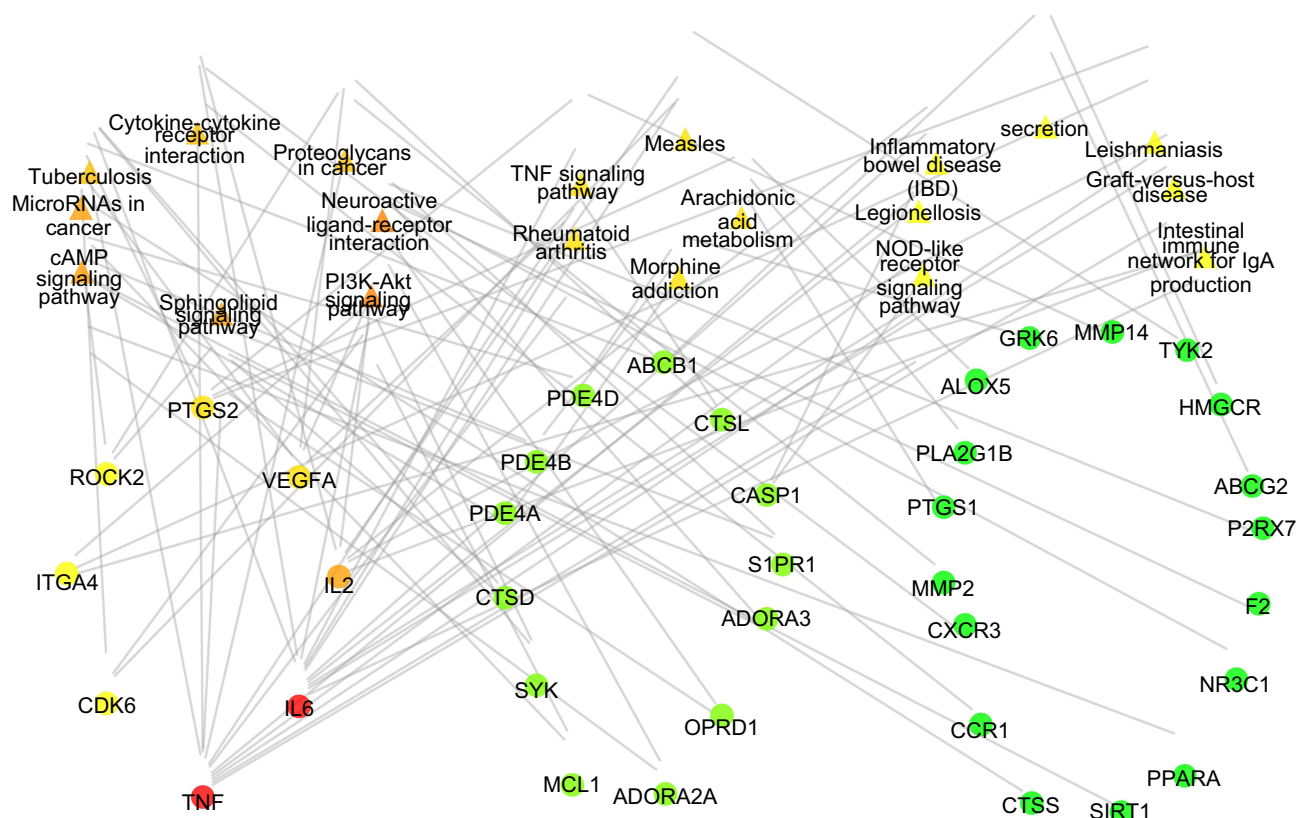 Cytokine-cytokine
receptor
interaction
Tuberculosis
MicroRNAs in
cancer
cAMP
signaling
pathway
Sphingolipid
signaling
pathway
Proteoglycans
in cancer
Neuroactive
ligand-receptor
interaction
PI3K-Akt
signaling
pathway
TNF signaling
pathway
Rheumatoid
arthritis
Measles
Arachidonic
acid
metabolism
Morphine
addiction
Inflammatory
bowel disease
(IBD)
Legionellosis
NOD-like
receptor
signaling
pathway
secretion
Leishmaniasis
Graft-versus-host
disease
Intestinal
immune
network for IgA
production
GRK6
MMP14
TYK2
ABCB1
ALOX5
PDE4D
HMGCR
PTGS2
CTSL
PLA2G1B
PDE4B
ROCK2
VEGFA
ABCG2
CASP1
PTGS1
PDE4A
P2RX7
S1PR1
ITGA4
IL2
MMP2
CTSD
F2
ADORA3
CXCR3
NR3C1
SYK
CDK6
IL6
OPRD1
CCR1
PPARA
MCL1
ADORA2A
TNF
CTSS
SIRT1